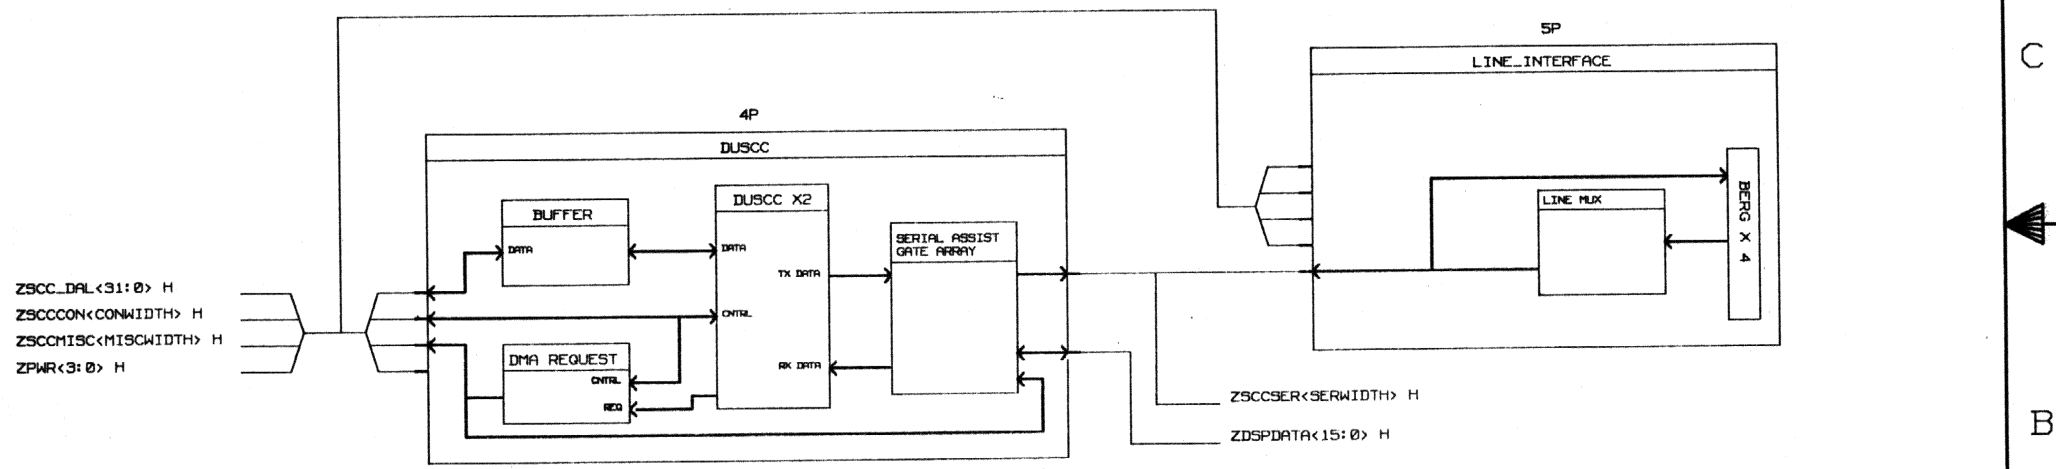 5P
C
LINE_INTERFACE
4P
DUSCC
BUFFER
DUSCC X2
LINE MUX
BERG X 4
DATA
DATA
SERIAL ASSIST
GATE ARRAY
TX DATA
ZSCC_DAL<31:0> H
ZSCCCON<CONWIDTH> H
CNTRL
ZSCCMISC<MISCWIDTH> H
DMA REQUEST
ZPWR<3:0> H
RX DATA
CNTRL
REQ
ZSCCSER<SERWIDTH> H
ZDSPDATA<15:0> H
B